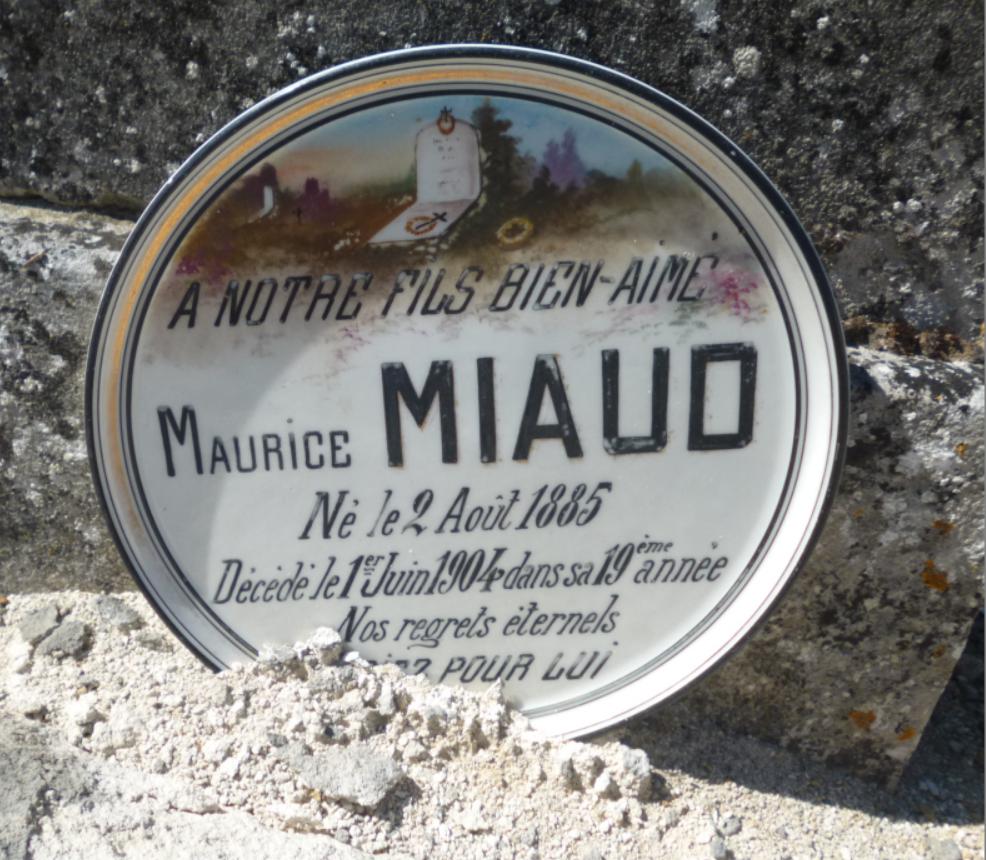 A NOTRE FILS BIEN-AIMÉ
MAURICE MIAUD
Né le 2 Août 1885
Décédé le 1er Juin 1904 dans sa 19ème année
Nos regrets éternels
POUR LUI